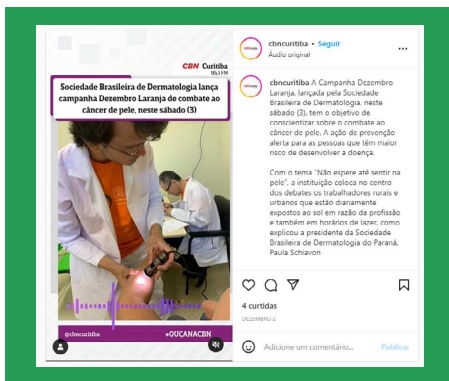 CBN Curitiba
95.1 FM
Sociedade Brasileira de Dermatologia lança
campanha Dezembro Laranja de combate ao
câncer de pele, neste sábado (3)
@cbncuritiba
+OUÇANACBN
cbncuritiba • Seguir
Áudio original
cbncuritiba A Campanha Dezembro
Laranja, lançada pela Sociedade
Brasileira de Dermatologia, neste
sábado (3), tem o objetivo de
conscientizar sobre o combate ao
câncer de pele. A ação de prevenção
alerta para as pessoas que têm maior
risco de desenvolver a doença.
Com o tema "Não espere até sentir na
pele", a instituição coloca no centro
dos debates os trabalhadores rurais e
urbanos que estão diariamente
expostos ao sol em razão da profissão
e também em horários de lazer, como
explicou a presidente da Sociedade
Brasileira de Dermatologia do Paraná,
Paula Schiavon
4 curtidas
DEZEMBRO 2
Adicione um comentário...
Publicar